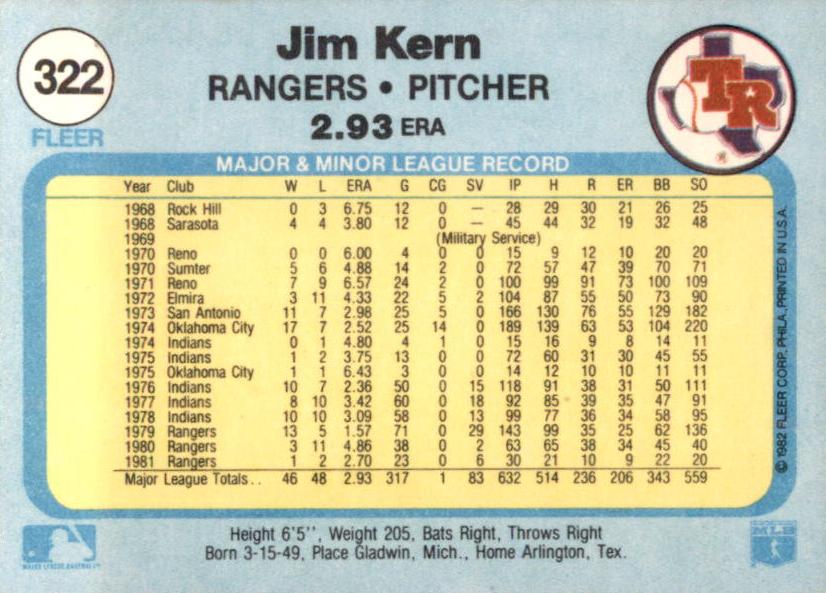 322
FLEER
Jim Kern
RANGERS • PITCHER
2.93 ERA
TR
®
MAJOR & MINOR LEAGUE RECORD
Year Club W L ERA G CG SV IP H R ER BB SO
1968 Rock Hill 0 3 6.75 12 0 — 28 29 30 21 26 25
1968 Sarasota 4 4 3.80 12 0 — 45 44 32 19 32 48
1969 (Military Service)
1970 Reno 0 0 6.00 4 0 0 15 9 12 10 20 20
1970 Sumter 5 6 4.88 14 2 0 72 57 47 39 70 71
1971 Reno 7 9 6.57 24 2 0 100 99 91 73 100 109
1972 Elmira 3 11 4.33 22 5 2 104 87 55 50 73 90
1973 San Antonio 11 7 2.98 25 5 0 166 130 76 55 129 182
1974 Oklahoma City 17 7 2.52 25 14 0 189 139 63 53 104 220
1974 Indians 0 1 4.80 4 1 0 15 16 9 8 14 11
1975 Indians 1 2 3.75 13 0 0 72 60 31 30 45 55
1975 Oklahoma City 1 1 6.43 3 0 0 14 12 10 10 11 11
1976 Indians 10 7 2.36 50 0 15 118 91 38 31 50 111
1977 Indians 8 10 3.42 60 0 18 92 85 39 35 47 91
1978 Indians 10 10 3.09 58 0 13 99 77 36 34 58 95
1979 Rangers 13 5 1.57 71 0 29 143 99 35 25 62 136
1980 Rangers 3 11 4.86 38 0 2 63 65 38 34 45 40
1981 Rangers 1 2 2.70 23 0 6 30 21 10 9 22 20
Major League Totals . . 46 48 2.93 317 1 83 632 514 236 206 343 559
© 1982 FLEER CORP. PHILA. PRINTED IN U.S.A.
Height 6'5'', Weight 205, Bats Right, Throws Right
Born 3-15-49, Place Gladwin, Mich., Home Arlington, Tex.
MAJOR LEAGUE BASEBALL
MLB